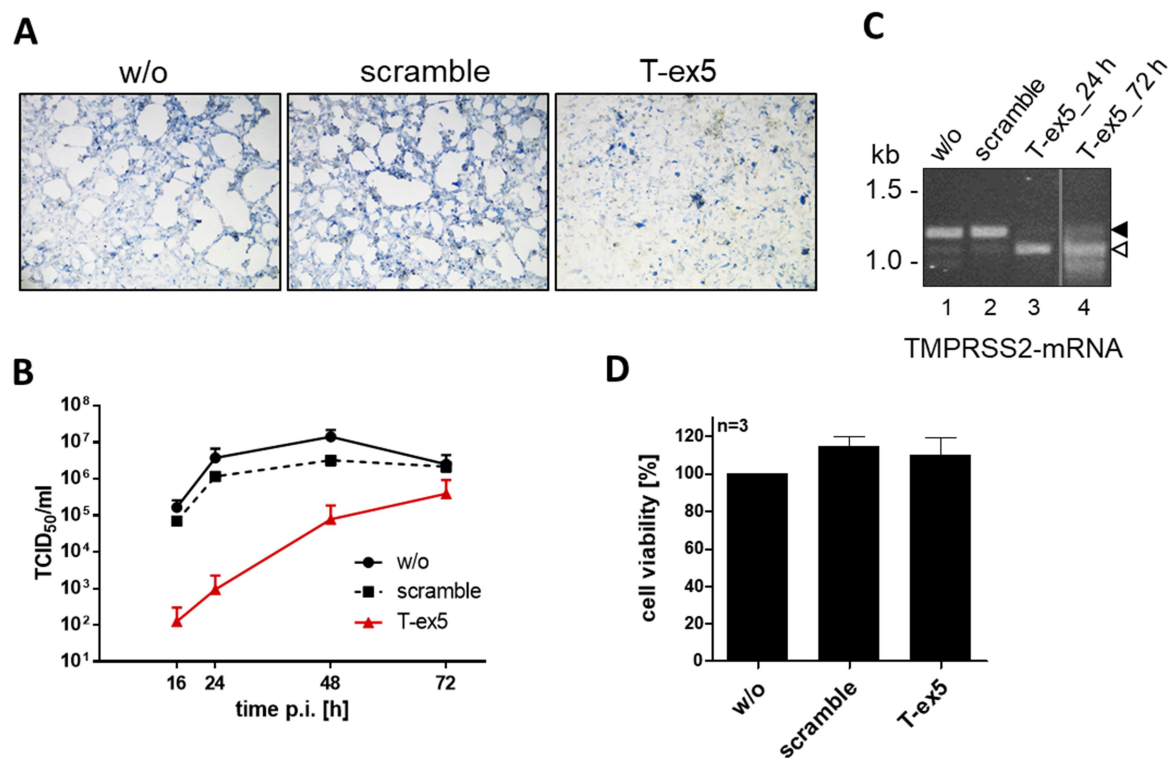 A
w/o scramble T-ex5
C
w/o scramble T-ex5_24 h T-ex5_72 h
kb
1.5 -
1.0 -
1 2 3 4
TMPRSS2-mRNA
B
10⁸
10⁷
10⁶
10⁵
10⁴
10³
10²
10¹
TCID₅₀/ml
w/o
scramble
T-ex5
16 24 48 72
time p.i. [h]
D
n=3
120
100
80
60
40
20
0
cell viability [%]
w/o scramble T-ex5